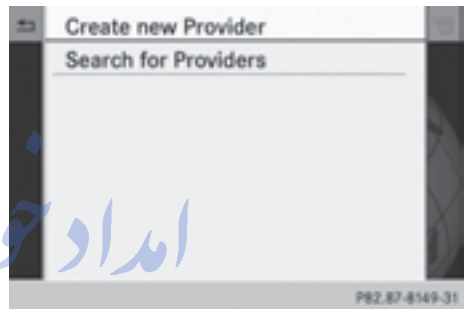 Create new Provider
Search for Providers
امداد خو
P82.87-8149-31